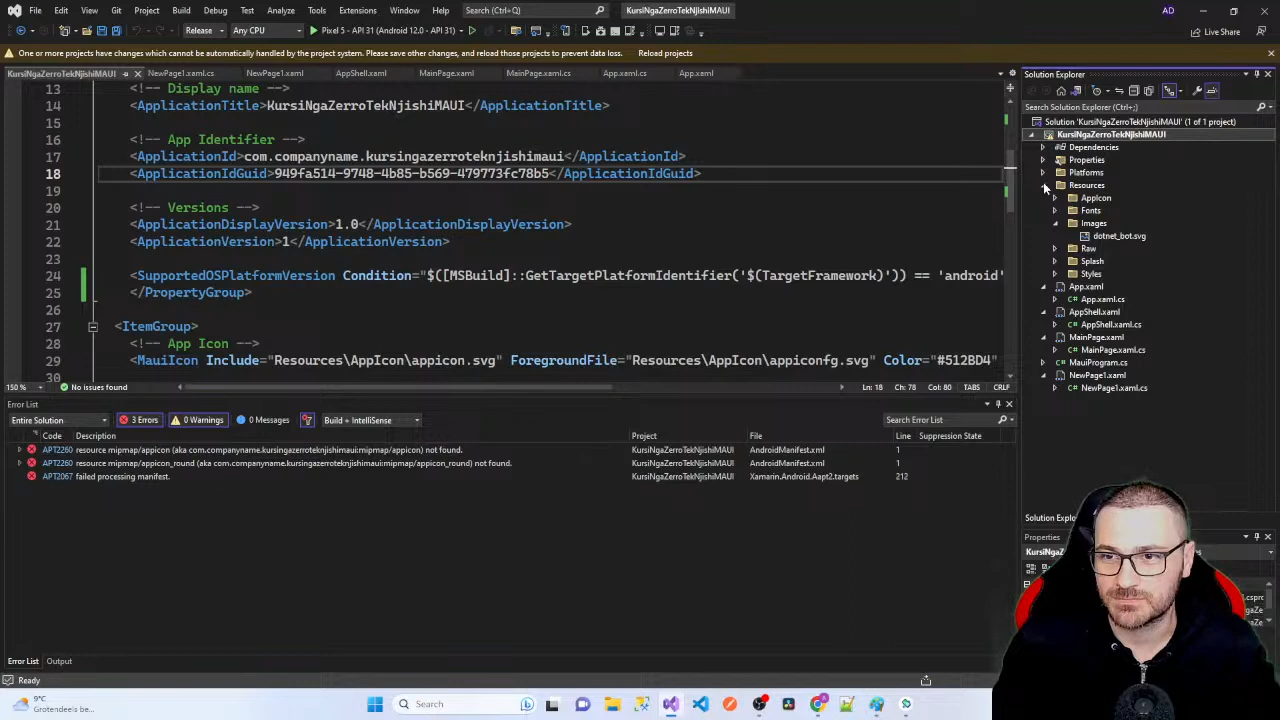 File Edit View Git Project Build Debug Test Analyze Tools Extensions Window Help Search (Ctrl+Q) KursiNgaZerroTekNjishiMAUI AD
Release Any CPU Pixel 5 - API 31 (Android 12.0 - API 31) Live Share
One or more projects have changes which cannot be automatically handled by the project system. Please save other changes, and reload those projects to prevent data loss. Reload projects
KursiNgaZerroTekNjishiMAUI NewPage1.xaml.cs NewPage1.xaml AppShell.xaml MainPage.xaml MainPage.xaml.cs App.xaml.cs App.xaml
13 <!-- Display name -->
14 <ApplicationTitle>KursiNgaZerroTekNjishiMAUI</ApplicationTitle>
15
16 <!-- App Identifier -->
17 <ApplicationId>com.companyname.kursingazerroteknjishimaui</ApplicationId>
18 <ApplicationIdGuid>949fa514-9748-4b55-b569-479773fc78b5</ApplicationIdGuid>
19
20 <!-- Versions -->
21 <ApplicationDisplayVersion>1.0</ApplicationDisplayVersion>
22 <ApplicationVersion>1</ApplicationVersion>
23
24 <SupportedOSPlatformVersion Condition="$([MSBuild]::GetTargetPlatformIdentifier('$(TargetFramework)')) == 'android'
25 </PropertyGroup>
26
27 <ItemGroup>
28 <!-- App Icon -->
29 <MauiIcon Include="Resources\AppIcon\appicon.svg" ForegroundFile="Resources\AppIcon\appiconfg.svg" Color="#512BD4"
30
150 % No issues found Ln: 18 Ch: 78 Col: 80 TABS CRLF
Error List
Entire Solution 3 Errors 0 Warnings 0 Messages Build + IntelliSense Search Error List
Code Description Project File Line Suppression State
APT2260 resource mipmap/appicon (aka com.companyname.kursingazerroteknjishimaui:mipmap/appicon) not found. KursiNgaZerroTekNjishiMAUI AndroidManifest.xml 1
APT2260 resource mipmap/appicon_round (aka com.companyname.kursingazerroteknjishimaui:mipmap/appicon_round) not found. KursiNgaZerroTekNjishiMAUI AndroidManifest.xml 1
APT2067 failed processing manifest. KursiNgaZerroTekNjishiMAUI Xamarin.Android.Aapt2.targets 212
Error List Output
Ready
Solution Explorer
Search Solution Explorer (Ctrl+;)
Solution 'KursiNgaZerroTekNjishiMAUI' (1 of 1 project)
KursiNgaZerroTekNjishiMAUI
Dependencies
Properties
Platforms
Resources
AppIcon
Fonts
Images
dotnet_bot.svg
Raw
Splash
Styles
App.xaml
App.xaml.cs
AppShell.xaml
AppShell.xaml.cs
MainPage.xaml
MainPage.xaml.cs
MauiProgram.cs
NewPage1.xaml
NewPage1.xaml.cs
Solution Explo
Properties
9°C
Grotendeels be...
Search